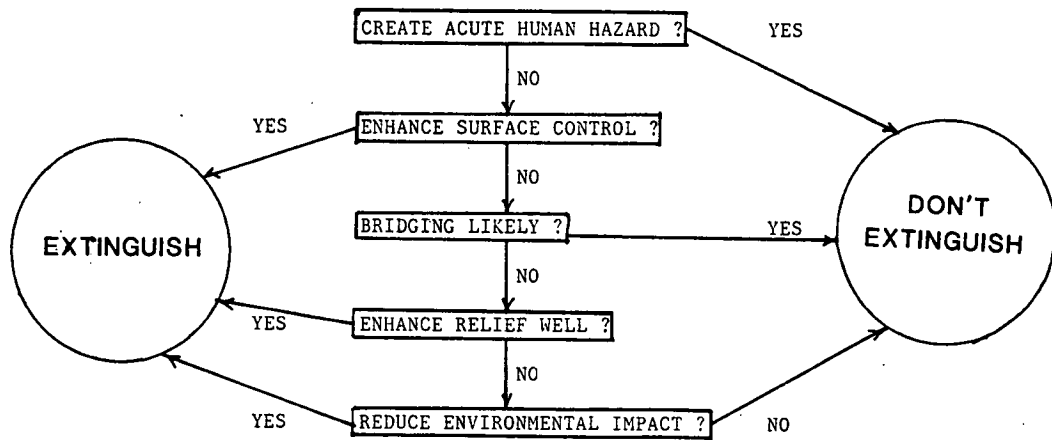 CREATE ACUTE HUMAN HAZARD ?
YES
NO
YES
ENHANCE SURFACE CONTROL ?
NO
EXTINGUISH
BRIDGING LIKELY ?
YES
DON'T
EXTINGUISH
NO
YES
ENHANCE RELIEF WELL ?
NO
YES
REDUCE ENVIRONMENTAL IMPACT ?
NO